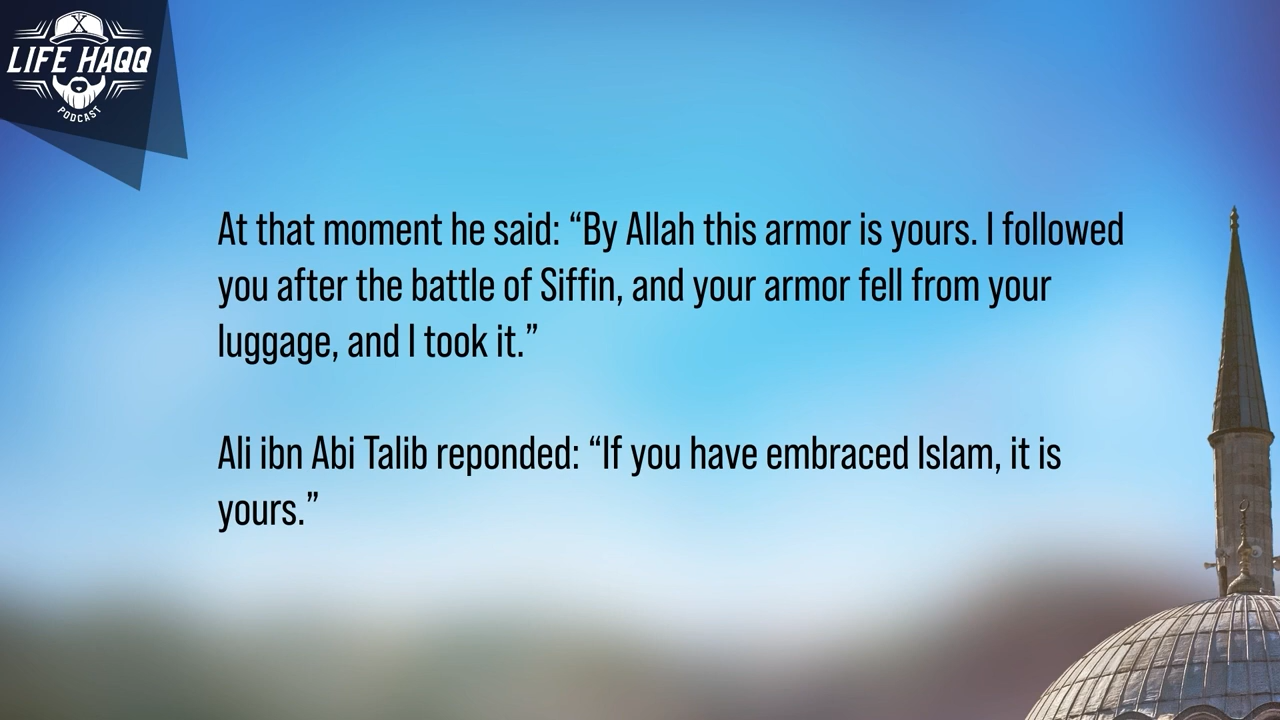 X
LIFE HAQQ
PODCAST
At that moment he said: “By Allah this armor is yours. I followed
you after the battle of Siffin, and your armor fell from your
luggage, and I took it.”
Ali ibn Abi Talib reponded: “If you have embraced Islam, it is
yours.”